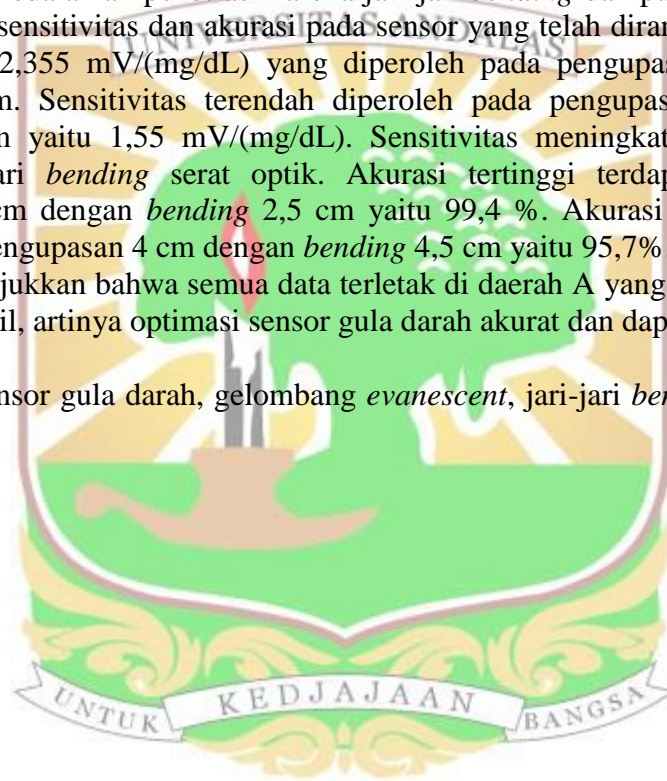 sensitivitas dan akurasi pada sensor yang telah diran
UNIVERSITAS ANDALAS
2,355 mV/(mg/dL) yang diperoleh pada pengupas
m. Sensitivitas terendah diperoleh pada pengupas
n yaitu 1,55 mV/(mg/dL). Sensitivitas meningkat
ari bending serat optik. Akurasi tertinggi terdap
cm dengan bending 2,5 cm yaitu 99,4 %. Akurasi
engupasan 4 cm dengan bending 4,5 cm yaitu 95,7%
jukkan bahwa semua data terletak di daerah A yang
il, artinya optimasi sensor gula darah akurat dan dap
nsor gula darah, gelombang evanescent, jari-jari ben
UNTUK KEDJAJAAN BANGSA